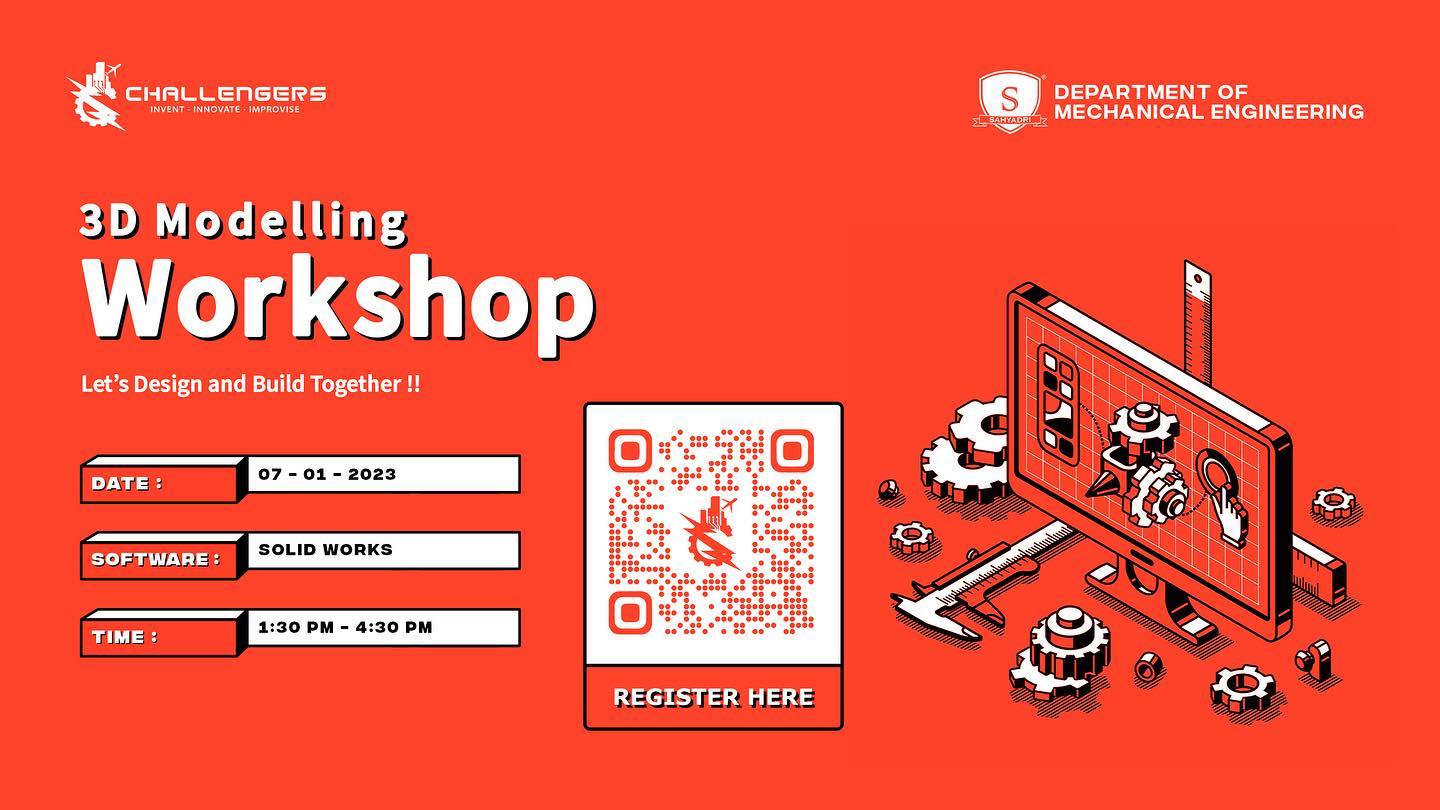 CHALLENGERS
INVENT · INNOVATE · IMPROVISE
S
SAHYADRI
®
DEPARTMENT OF
MECHANICAL ENGINEERING
3D Modelling
Workshop
Let's Design and Build Together !!
DATE : 07 - 01 - 2023
SOFTWARE : SOLID WORKS
TIME : 1:30 PM - 4:30 PM
REGISTER HERE